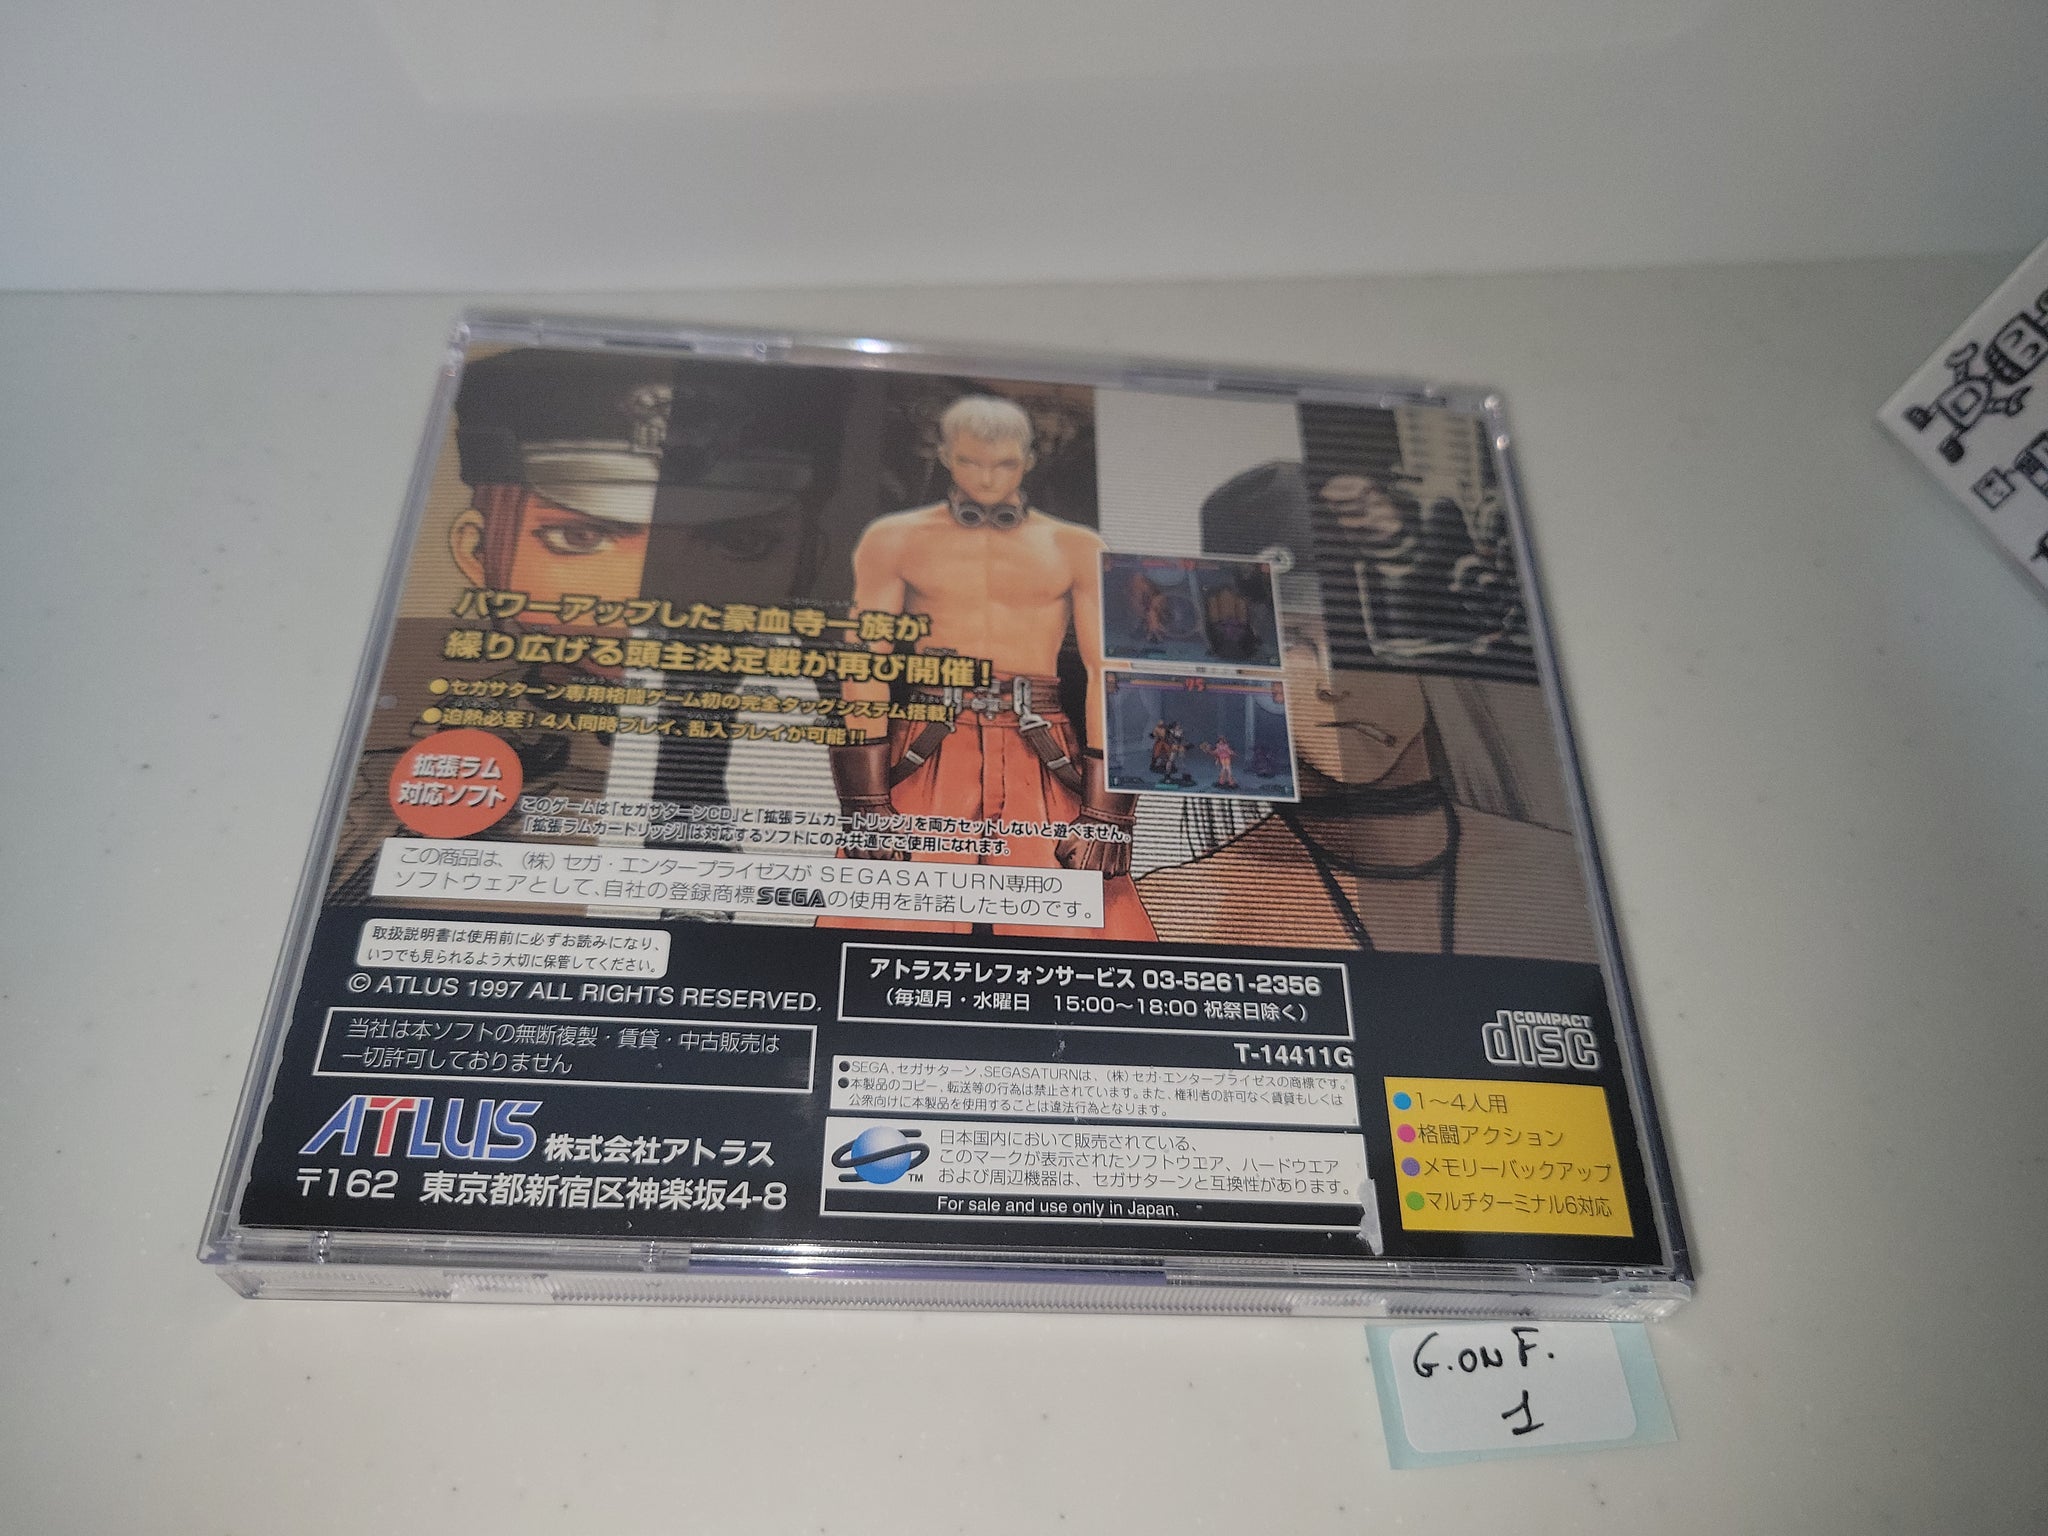 パワーアップした豪血寺一族が
繰り広げる頭主決定戦が再び開催!
●セガサターン専用格闘ゲーム初の完全タッグシステム搭載!
●迫熱必至!4人同時プレイ、乱入プレイが可能!!
拡張ラム
対応ソフト
このゲームは「セガサターンCD」と「拡張ラムカートリッジ」を両方セットしないと遊べません。
「拡張ラムカートリッジ」は対応するソフトにのみ共通でご使用になれます。
この商品は、(株)セガ・エンタープライゼスがSEGASATURN専用の
ソフトウェアとして、自社の登録商標SEGAの使用を許諾したものです。
取扱説明書は使用前に必ずお読みになり、
いつでも見られるよう大切に保管してください。
© ATLUS 1997 ALL RIGHTS RESERVED.
当社は本ソフトの無断複製・賃貸・中古販売は
一切許可しておりません
ATLUS 株式会社アトラス
〒162 東京都新宿区神楽坂4-8
アトラステレフォンサービス 03-5261-2356
(毎週月・水曜日 15:00〜18:00 祝祭日除く)
T-14411G
●SEGA、セガサターン、SEGASATURNは、(株)セガ・エンタープライゼスの商標です。
●本製品のコピー、転送等の行為は禁止されています。また、権利者の許可なく賃貸もしくは
公衆向けに本製品を使用することは違法行為となります。
日本国内において販売されている、
このマークが表示されたソフトウエア、ハードウエア
および周辺機器は、セガサターンと互換性があります。
TM
For sale and use only in Japan.
COMPACT
disc
●1〜4人用
●格闘アクション
●メモリーバックアップ
●マルチターミナル6対応
G.ON F.
1